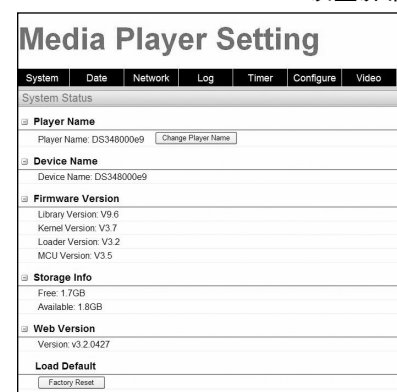 Media Player Setting
System Date Network Log Timer Configure Video
System Status
Player Name
Player Name: DS348000e9 Change Player Name
Device Name
Device Name: DS348000e9
Firmware Version
Library Version: V9.6
Kernel Version: V3.7
Loader Version: V3.2
MCU Version: V3.5
Storage Info
Free: 1.7GB
Available: 1.8GB
Web Version
Version: v3.2.0427
Load Default
Factory Reset